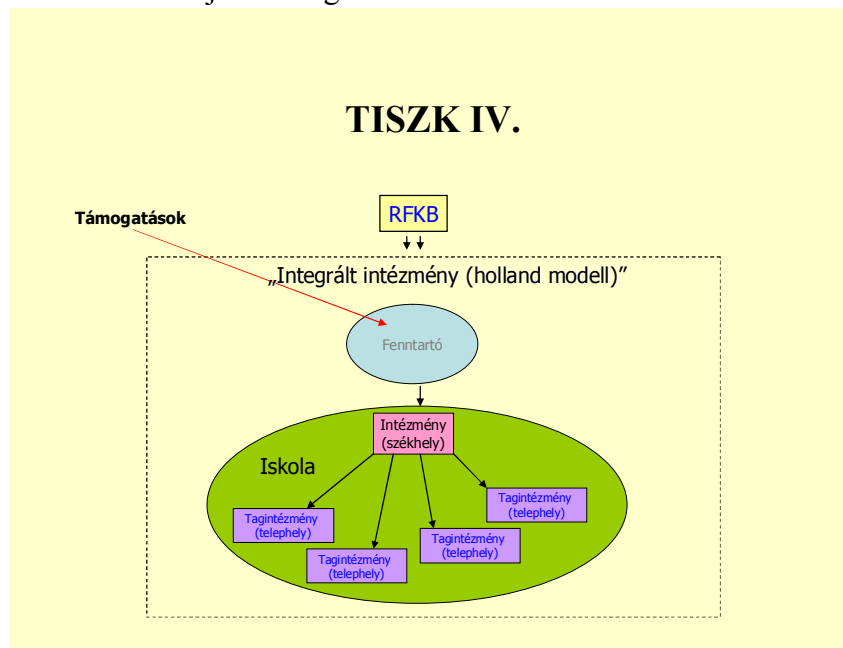 TISZK IV.
RFKB
Támogatások
„Integrált intézmény (holland modell)”
Fenntartó
Intézmény
(székhely)
Iskola
Tagintézmény
(telephely)
Tagintézmény
(telephely)
Tagintézmény
(telephely)
Tagintézmény
(telephely)